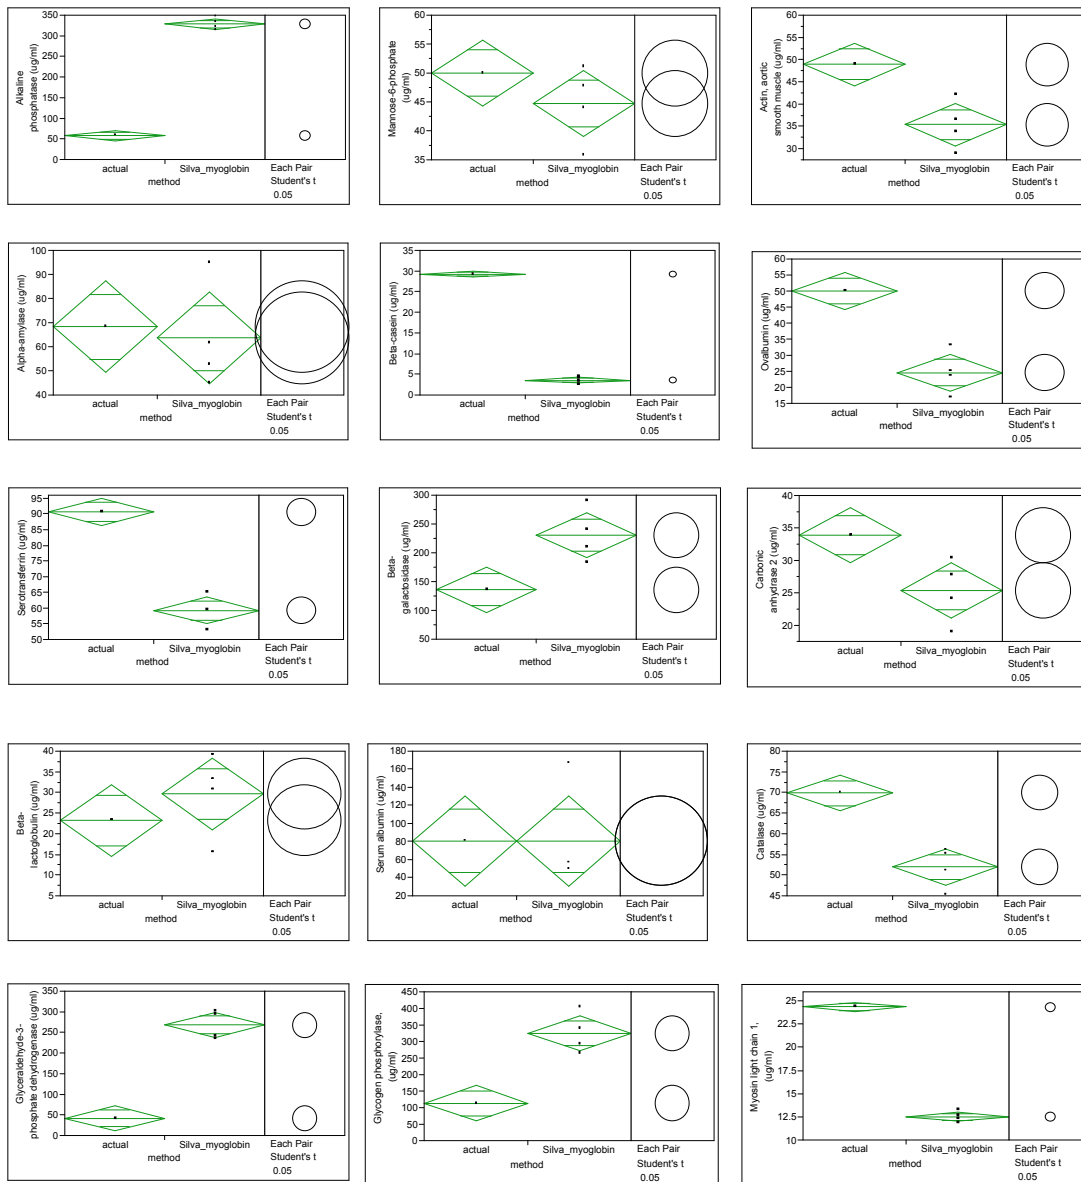 Alkaline
phosphatase (ug/ml)
350
300
250
200
150
100
50
0
actual
Silva_myoglobin
method
Each Pair
Student's t
0.05
Mannose-6-phosphate
(ug/ml)
60
55
50
45
40
35
actual
Silva_myoglobin
method
Each Pair
Student's t
0.05
Actin, aortic
smooth muscle (ug/ml)
60
55
50
45
40
35
30
actual
Silva_myoglobin
method
Each Pair
Student's t
0.05
Alpha-amylase (ug/ml)
100
90
80
70
60
50
40
actual
Silva_myoglobin
method
Each Pair
Student's t
0.05
Beta-casein (ug/ml)
35
30
25
20
15
10
5
0
actual
Silva_myoglobin
method
Each Pair
Student's t
0.05
Ovalbumin (ug/ml)
60
55
50
45
40
35
30
25
20
15
actual
Silva_myoglobin
method
Each Pair
Student's t
0.05
Serotransferrin (ug/ml)
95
90
85
80
75
70
65
60
55
50
actual
Silva_myoglobin
method
Each Pair
Student's t
0.05
Beta-
galactosidase (ug/ml)
300
250
200
150
100
50
actual
Silva_myoglobin
method
Each Pair
Student's t
0.05
Carbonic
anhydrase 2 (ug/ml)
40
35
30
25
20
actual
Silva_myoglobin
method
Each Pair
Student's t
0.05
Beta-
lactoglobulin (ug/ml)
40
35
30
25
20
15
10
5
actual
Silva_myoglobin
method
Each Pair
Student's t
0.05
Serum albumin (ug/ml)
180
160
140
120
100
80
60
40
20
actual
Silva_myoglobin
method
Each Pair
Student's t
0.05
Catalase (ug/ml)
80
75
70
65
60
55
50
45
actual
Silva_myoglobin
method
Each Pair
Student's t
0.05
Glyceraldehyde-3-
phosphate dehydrogenase (ug/ml)
350
300
250
200
150
100
50
0
actual
Silva_myoglobin
method
Each Pair
Student's t
0.05
Glycogen phosphorylase,
(ug/ml)
450
400
350
300
250
200
150
100
50
0
actual
Silva_myoglobin
method
Each Pair
Student's t
0.05
Myosin light chain 1,
(ug/ml)
25
22.5
20
17.5
15
12.5
10
actual
Silva_myoglobin
method
Each Pair
Student's t
0.05